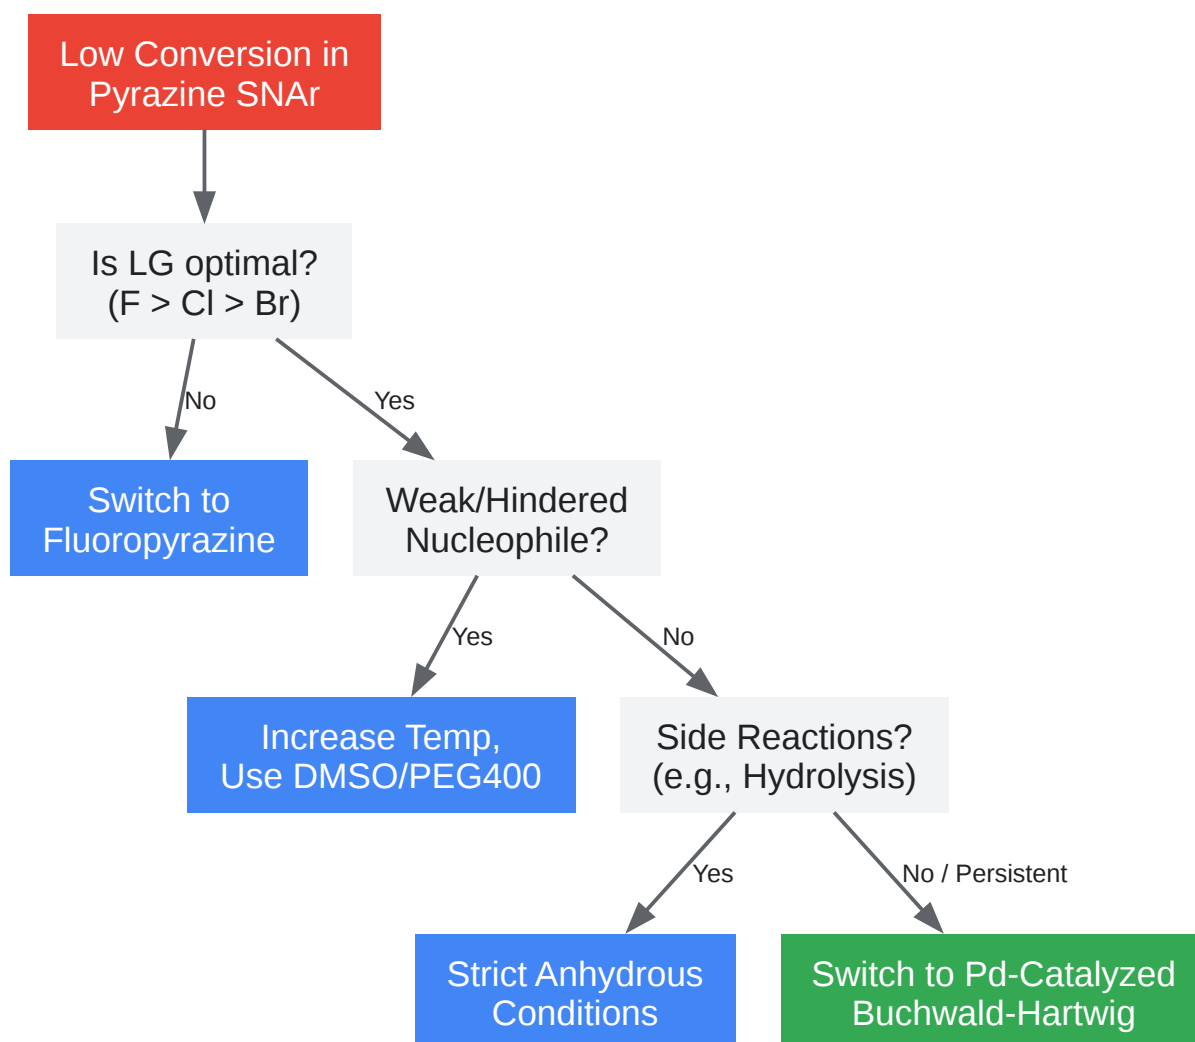 Low Conversion in
Pyrazine SNAr
Is LG optimal?
(F > Cl > Br)
No
Yes
Switch to
Fluoropyrazine
Weak/Hindered
Nucleophile?
Yes
No
Increase Temp,
Use DMSO/PEG400
Side Reactions?
(e.g., Hydrolysis)
Yes
No / Persistent
Strict Anhydrous
Conditions
Switch to Pd-Catalyzed
Buchwald-Hartwig